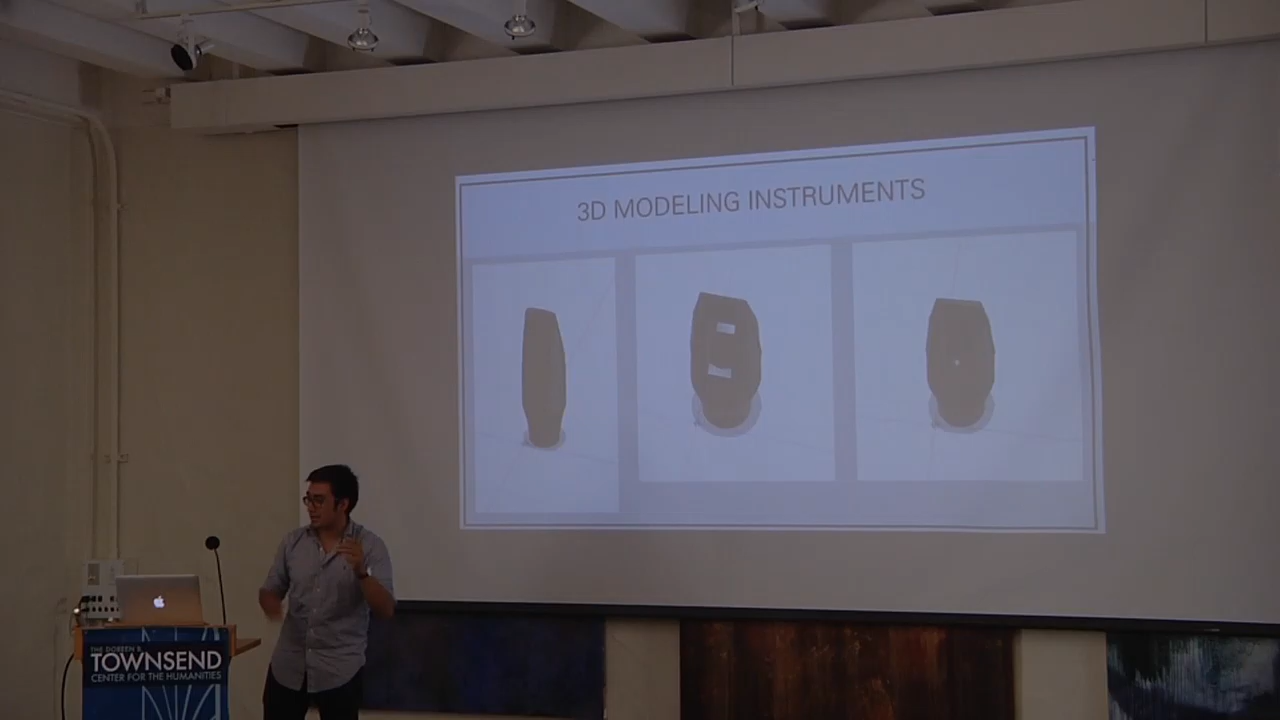 3D MODELING INSTRUMENTS
THE DOREEN B.
TOWNSEND
CENTER FOR THE HUMANITIES